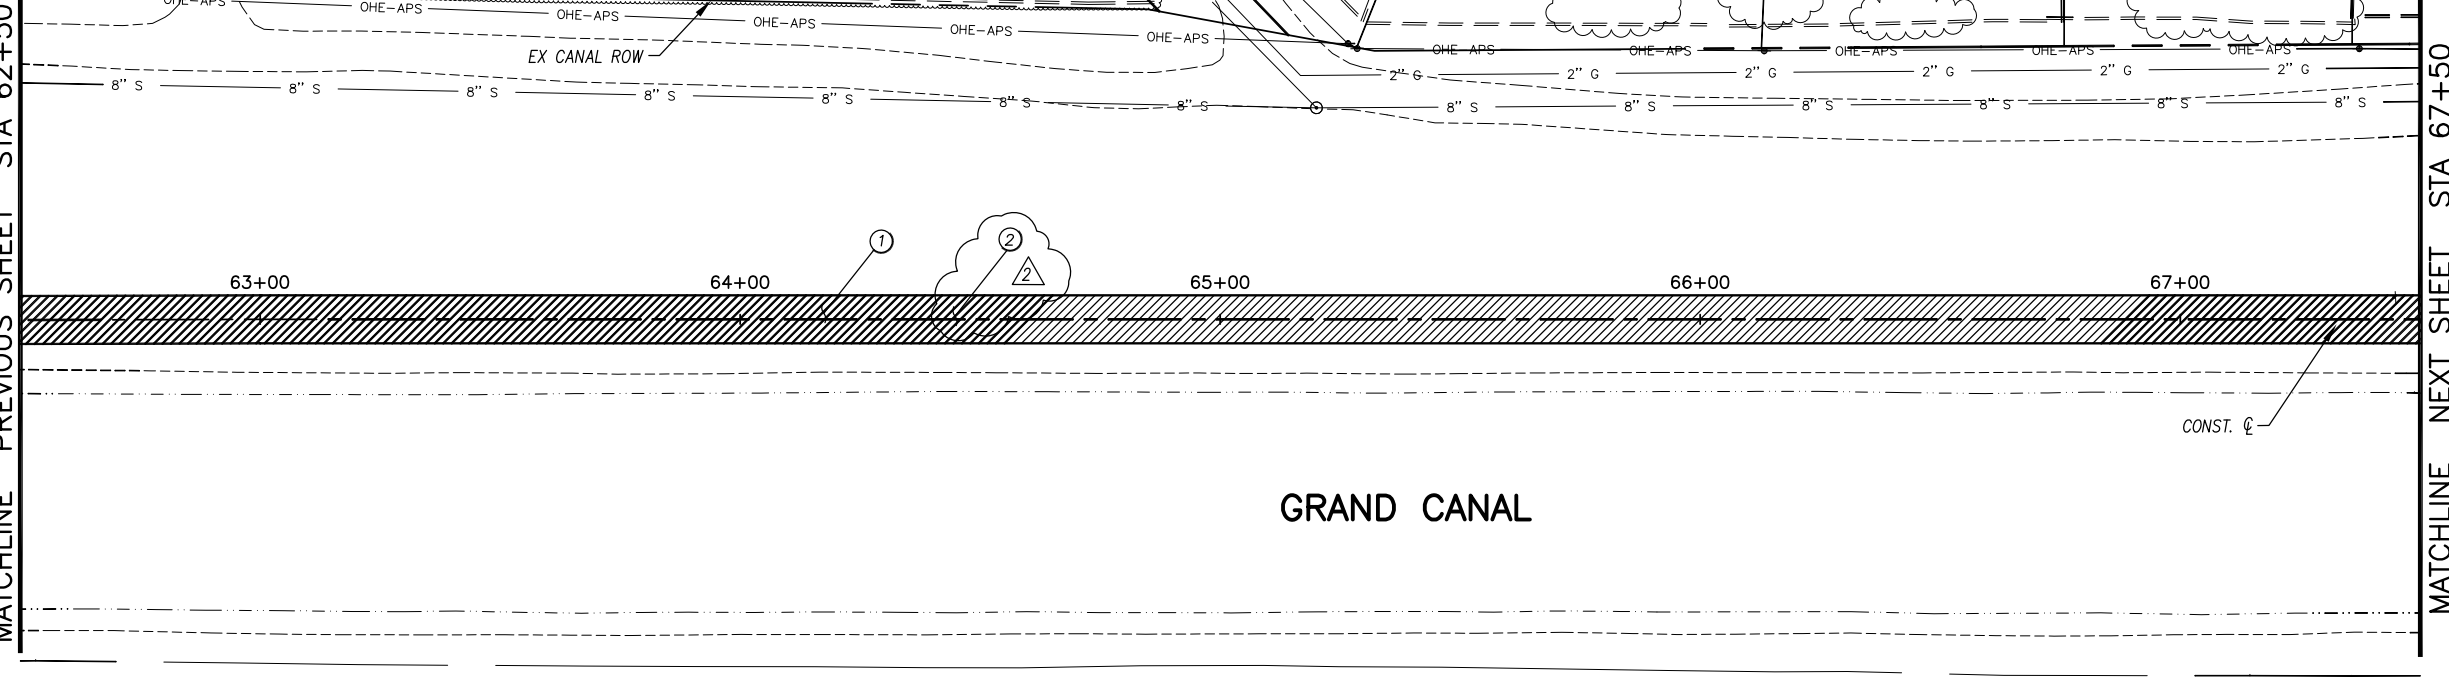 OHE-APS OHE-APS OHE-APS OHE-APS OHE-APS OHE-APS OHE-APS OHE-APS OHE-APS OHE-APS OHE-APS
EX CANAL ROW
2" G 2" G 2" G 2" G 2" G 2" G
8" S 8" S 8" S 8" S 8" S 8" S 8" S 8" S 8" S 8" S 8" S 8" S 8" S
1 2
2
63+00 64+00 65+00 66+00 67+00
CONST. ℄
GRAND CANAL
MATCHLINE PREVIOUS SHEET STA 62+50
MATCHLINE NEXT SHEET STA 67+50